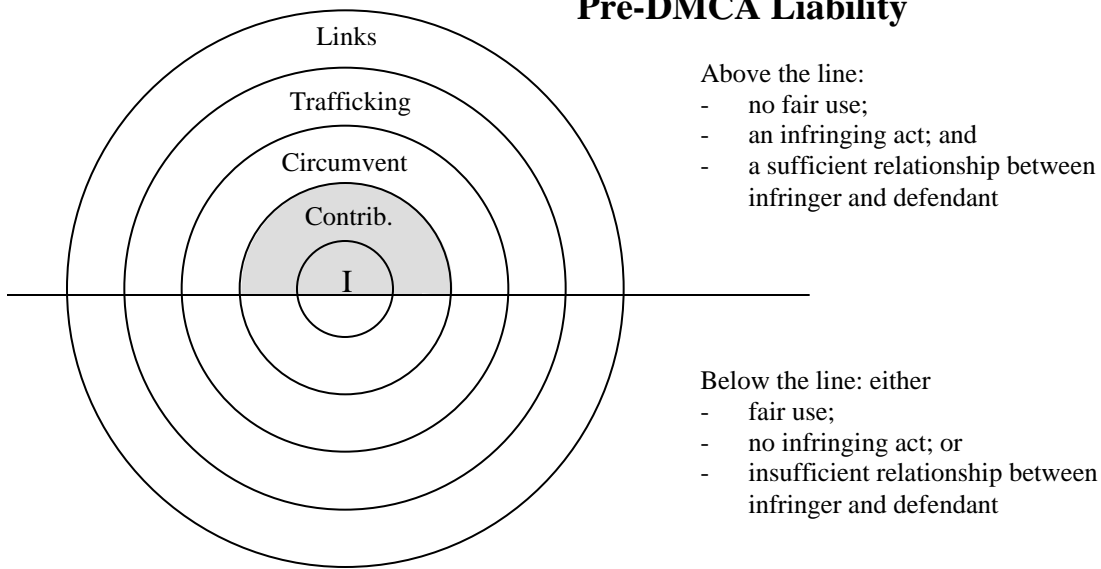 Pre-DMCA Liability
Links
Trafficking
Circumvent
Contrib.
I
Above the line:
- no fair use;
- an infringing act; and
- a sufficient relationship between
infringer and defendant
Below the line: either
- fair use;
- no infringing act; or
- insufficient relationship between
infringer and defendant